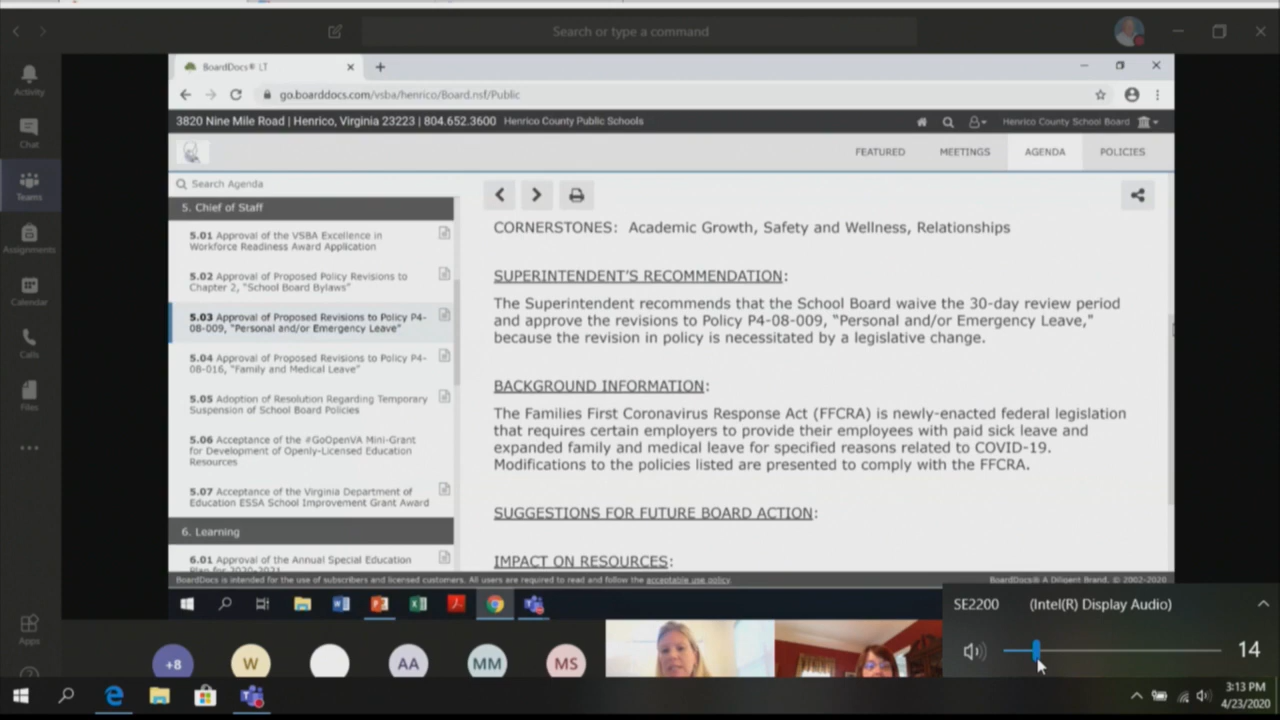 Search or type a command
Activity
Chat
Teams
Assignments
Calendar
Calls
Files
Apps
BoardDocs® LT
go.boarddocs.com/vsba/henrico/Board.nsf/Public
3820 Nine Mile Road | Henrico, Virginia 23223 | 804.652.3600 Henrico County Public Schools
Henrico County School Board
FEATURED MEETINGS AGENDA POLICIES
Search Agenda
5. Chief of Staff
5.01 Approval of the VSBA Excellence in
Workforce Readiness Award Application
5.02 Approval of Proposed Policy Revisions to
Chapter 2, "School Board Bylaws"
5.03 Approval of Proposed Revisions to Policy P4-
08-009, "Personal and/or Emergency Leave"
5.04 Approval of Proposed Revisions to Policy P4-
08-016, "Family and Medical Leave"
5.05 Adoption of Resolution Regarding Temporary
Suspension of School Board Policies
5.06 Acceptance of the #GoOpenVA Mini-Grant
for Development of Openly-Licensed Education
Resources
5.07 Acceptance of the Virginia Department of
Education ESSA School Improvement Grant Award
6. Learning
6.01 Approval of the Annual Special Education
Plan for 2020-2021
CORNERSTONES: Academic Growth, Safety and Wellness, Relationships
SUPERINTENDENT'S RECOMMENDATION:
The Superintendent recommends that the School Board waive the 30-day review period
and approve the revisions to Policy P4-08-009, "Personal and/or Emergency Leave,"
because the revision in policy is necessitated by a legislative change.
BACKGROUND INFORMATION:
The Families First Coronavirus Response Act (FFCRA) is newly-enacted federal legislation
that requires certain employers to provide their employees with paid sick leave and
expanded family and medical leave for specified reasons related to COVID-19.
Modifications to the policies listed are presented to comply with the FFCRA.
SUGGESTIONS FOR FUTURE BOARD ACTION:
IMPACT ON RESOURCES:
BoardDocs is intended for the use of subscribers and licensed customers. All users are required to read and follow the acceptable use policy.
BoardDocs® A Diligent Brand. © 2002-2020
SE2200 (Intel(R) Display Audio)
14
+8 W AA MM MS
3:13 PM
4/23/2020